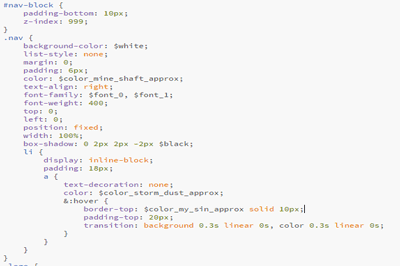 #nav-block {
padding-bottom: 10px;
z-index: 999;
}
.nav {
background-color: $white;
list-style: none;
margin: 0;
padding: 6px;
color: $color_mine_shaft_approx;
text-align: right;
font-family: $font_0, $font_1;
font-weight: 400;
top: 0;
left: 0;
position: fixed;
width: 100%;
box-shadow: 0 2px 2px -2px $black;
li {
display: inline-block;
padding: 18px;
a {
text-decoration: none;
color: $color_storm_dust_approx;
&:hover {
border-top: $color_my_sin_approx solid 10px;
padding-top: 20px;
transition: background 0.3s linear 0s, color 0.3s linear 0s;
}
}
}
}